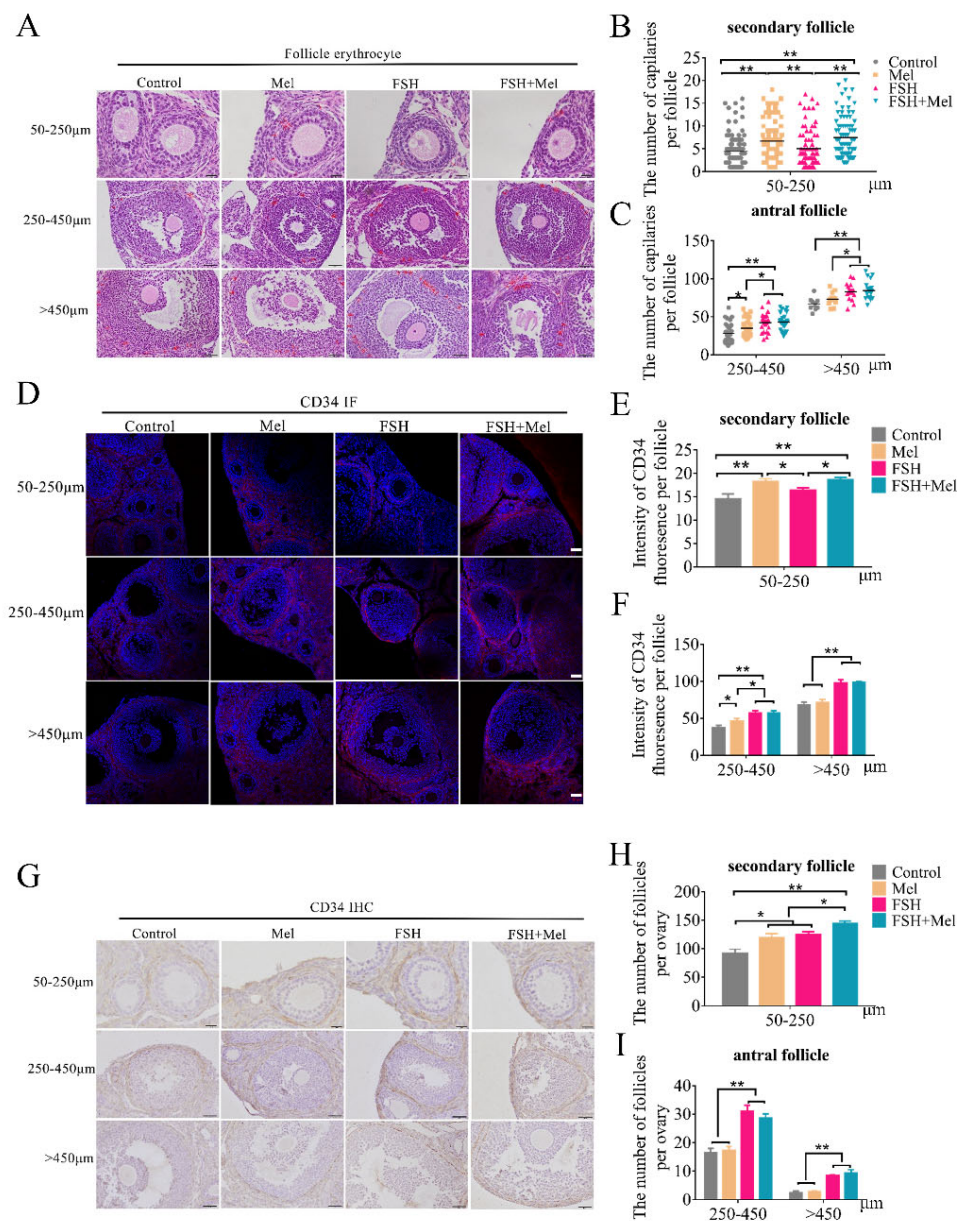 A
Follicle erythrocyte
Control Mel FSH FSH+Mel
50-250μm
250-450μm
>450μm
B
secondary follicle
The number of capilaries
per follicle
25
20
15
10
5
0
**
** ** **
Control
Mel
FSH
FSH+Mel
50-250 μm
C
antral follicle
The number of capilaries
per follicle
150
100
50
0
**
*
*
**
*
250-450 >450 μm
D
CD34 IF
Control Mel FSH FSH+Mel
50-250μm
250-450μm
>450μm
E
secondary follicle
Intensity of CD34
fluoresence per follicle
25
20
15
10
5
0
**
** * *
Control
Mel
FSH
FSH+Mel
50-250 μm
F
Intensity of CD34
fluoresence per follicle
150
100
50
0
**
*
*
**
250-450 >450 μm
G
CD34 IHC
Control Mel FSH FSH+Mel
50-250μm
250-450μm
>450μm
H
secondary follicle
The number of follicles
per ovary
200
150
100
50
0
**
* *
Control
Mel
FSH
FSH+Mel
50-250 μm
I
antral follicle
The number of follicles
per ovary
40
30
20
10
0
**
**
250-450 >450 μm